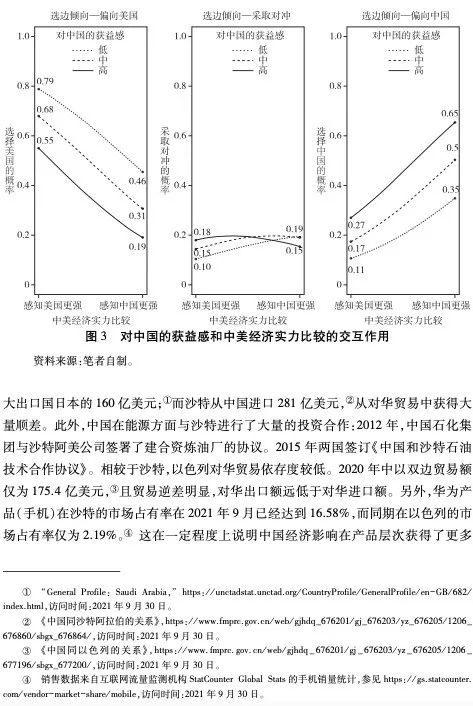 选边倾向—偏向美国
选边倾向—采取对冲
选边倾向—偏向中国
1.0
对中国的获益感
低
中
高
0.8
0.79
0.68
0.6
0.55
选择美国的概率
0.46
0.4
0.31
0.2
0.19
0
感知美国更强 感知中国更强
中美经济实力比较
1.0
对中国的获益感
低
中
高
0.8
0.6
采取对冲的概率
0.4
0.2
0.18
0.19
0.15
0.15
0.10
0
感知美国更强 感知中国更强
中美经济实力比较
1.0
对中国的获益感
低
中
高
0.8
0.65
0.6
选择中国的概率
0.5
0.4
0.35
0.27
0.2
0.17
0.11
0
感知美国更强 感知中国更强
中美经济实力比较
图 3 对中国的获益感和中美经济实力比较的交互作用
资料来源:笔者自制。
大出口国日本的 160 亿美元;①而沙特从中国进口 281 亿美元,②从对华贸易中获得大
量顺差。此外,中国在能源方面与沙特进行了大量的投资合作;2012 年,中国石化集
团与沙特阿美公司签署了建合资炼油厂的协议。2015 年两国签订《中国和沙特石油
技术合作协议》。相较于沙特,以色列对华贸易依存度较低。2020 年中以双边贸易额
仅为 175.4 亿美元,③且贸易逆差明显,对华出口额远低于对华进口额。另外,华为产
品(手机)在沙特的市场占有率在 2021 年 9 月已经达到 16.58%,而同期在以色列的市
场占有率仅为 2.19%。④ 这在一定程度上说明中国经济影响在产品层次获得了更多
① “General Profile: Saudi Arabia,” https://unctadstat.unctad.org/CountryProfile/GeneralProfile/en-GB/682/
index.html,访问时间:2021 年 9 月 30 日。
② 《中国同沙特阿拉伯的关系》,https://www.fmprc.gov.cn/web/gjhdq_676201/gj_676203/yz_676205/1206_
676860/sbgx_676864/,访问时间:2021 年 9 月 30 日。
③ 《中国同以色列的关系》,https://www.fmprc.gov.cn/web/gjhdq_676201/gj_676203/yz_676205/1206_
677196/sbgx_677200/,访问时间:2021 年 9 月 30 日。
④ 销售数据来自互联网流量监测机构 StatCounter Global Stats 的手机销量统计,参见 https://gs.statcounter.
com/vendor-market-share/mobile,访问时间:2021 年 9 月 30 日。